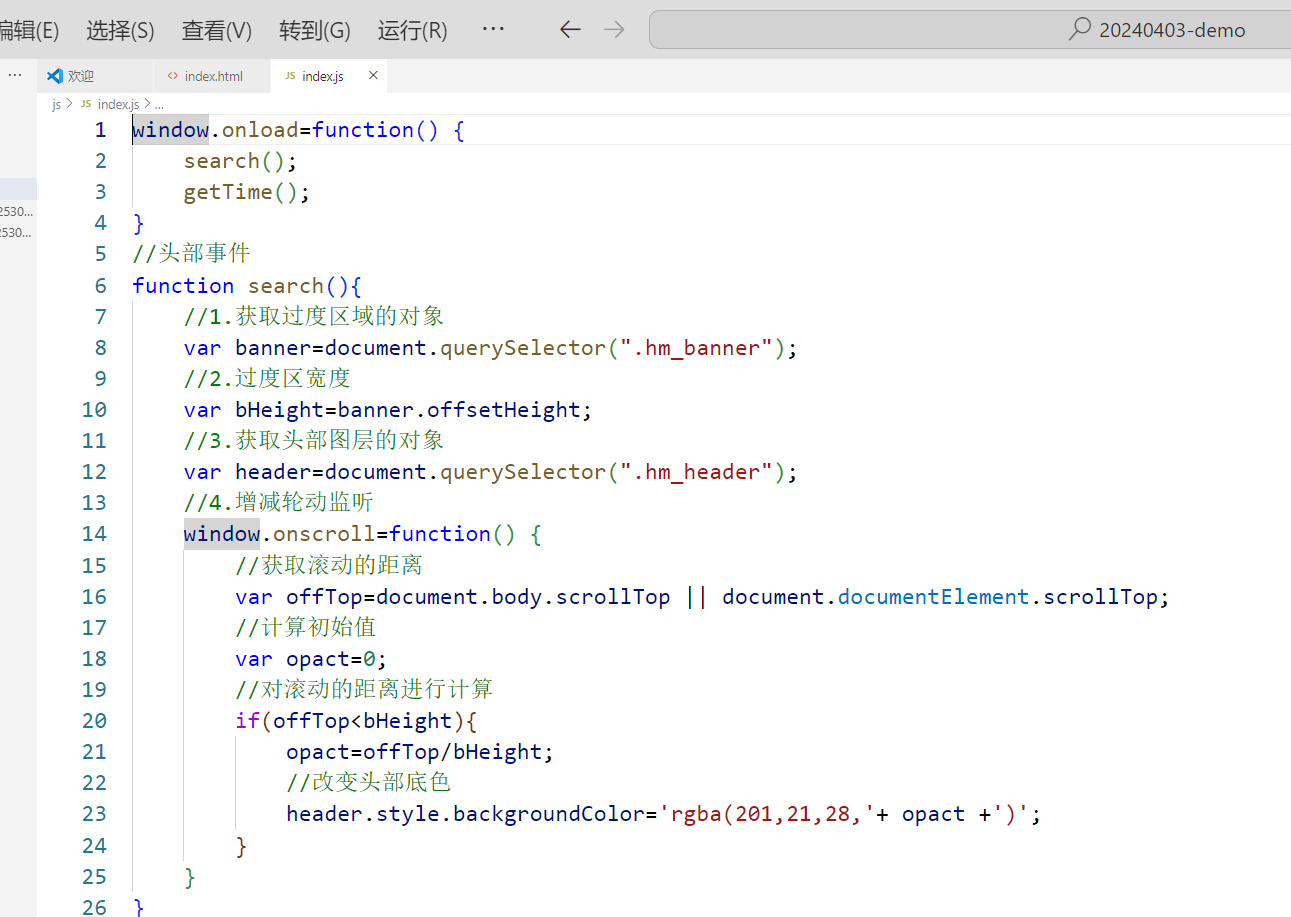 编辑(E) 选择(S) 查看(V) 转到(G) 运行(R) ··· ← → 20240403-demo
··· 欢迎 <> index.html JS index.js ×
js > JS index.js > ...
1 window.onload=function() {
2 search();
3 getTime();
2530...
4 }
2530...
5 //头部事件
6 function search(){
7 //1.获取过度区域的对象
8 var banner=document.querySelector(".hm_banner");
9 //2.过度区宽度
10 var bHeight=banner.offsetHeight;
11 //3.获取头部图层的对象
12 var header=document.querySelector(".hm_header");
13 //4.增减轮动监听
14 window.onscroll=function() {
15 //获取滚动的距离
16 var offTop=document.body.scrollTop || document.documentElement.scrollTop;
17 //计算初始值
18 var opact=0;
19 //对滚动的距离进行计算
20 if(offTop<bHeight){
21 opact=offTop/bHeight;
22 //改变头部底色
23 header.style.backgroundColor='rgba(201,21,28,'+ opact +')';
24 }
25 }
26 }